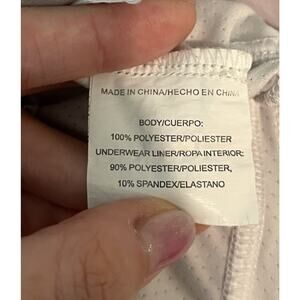 MADE IN CHINA/HECHO EN CHINA
BODY/CUERPO:
100% POLYESTER/POLIESTER
UNDERWEAR LINER/ROPA INTERIOR:
90% POLYESTER/POLIESTER,
10% SPANDEX/ELASTANO